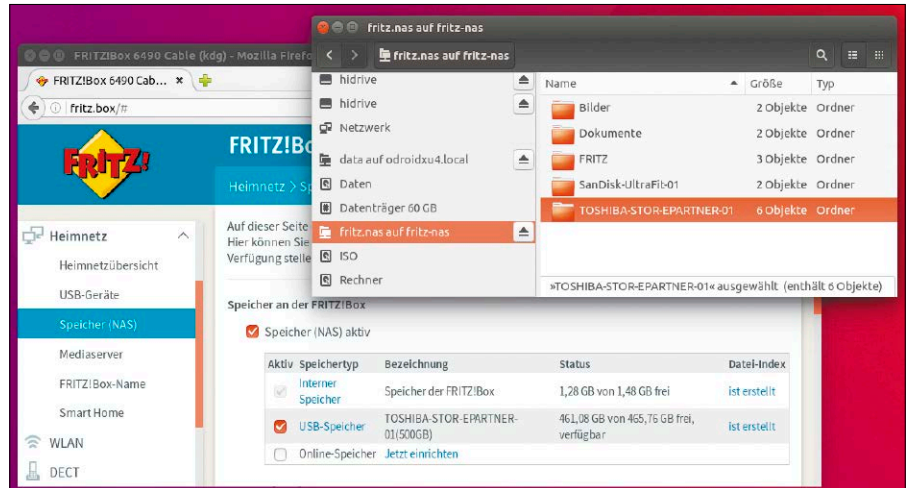 fritz.nas auf fritz-nas
fritz.nas auf fritz-nas
hidrive
hidrive
Netzwerk
data auf odroidxu4.local
Daten
Datenträger 60 GB
fritz.nas auf fritz-nas
ISO
Rechner
Name Größe Typ
Bilder 2 Objekte Ordner
Dokumente 2 Objekte Ordner
FRITZ 3 Objekte Ordner
SanDisk-UltraFit-01 2 Objekte Ordner
TOSHIBA-STOR-EPARTNER-01 6 Objekte Ordner
»TOSHIBA-STOR-EPARTNER-01« ausgewählt (enthält 6 Objekte)
FRITZ!Box 6490 Cable (kdg) - Mozilla Firefo
FRITZ!Box 6490 Cab...
fritz.box/#
FRITZ!
FRITZ!Bo
Heimnetz > Sp
Heimnetz
Heimnetzübersicht
USB-Geräte
Speicher (NAS)
Mediaserver
FRITZ!Box-Name
Smart Home
WLAN
DECT
Auf dieser Seite
Hier können Sie
Verfügung stelle
Speicher an der FRITZ!Box
Speicher (NAS) aktiv
Aktiv Speichertyp Bezeichnung Status Datei-Index
Interner
Speicher Speicher der FRITZ!Box 1,28 GB von 1,48 GB frei ist erstellt
USB-Speicher TOSHIBA-STOR-EPARTNER-
01(500GB) 461,08 GB von 465,76 GB frei,
verfügbar ist erstellt
Online-Speicher Jetzt einrichten